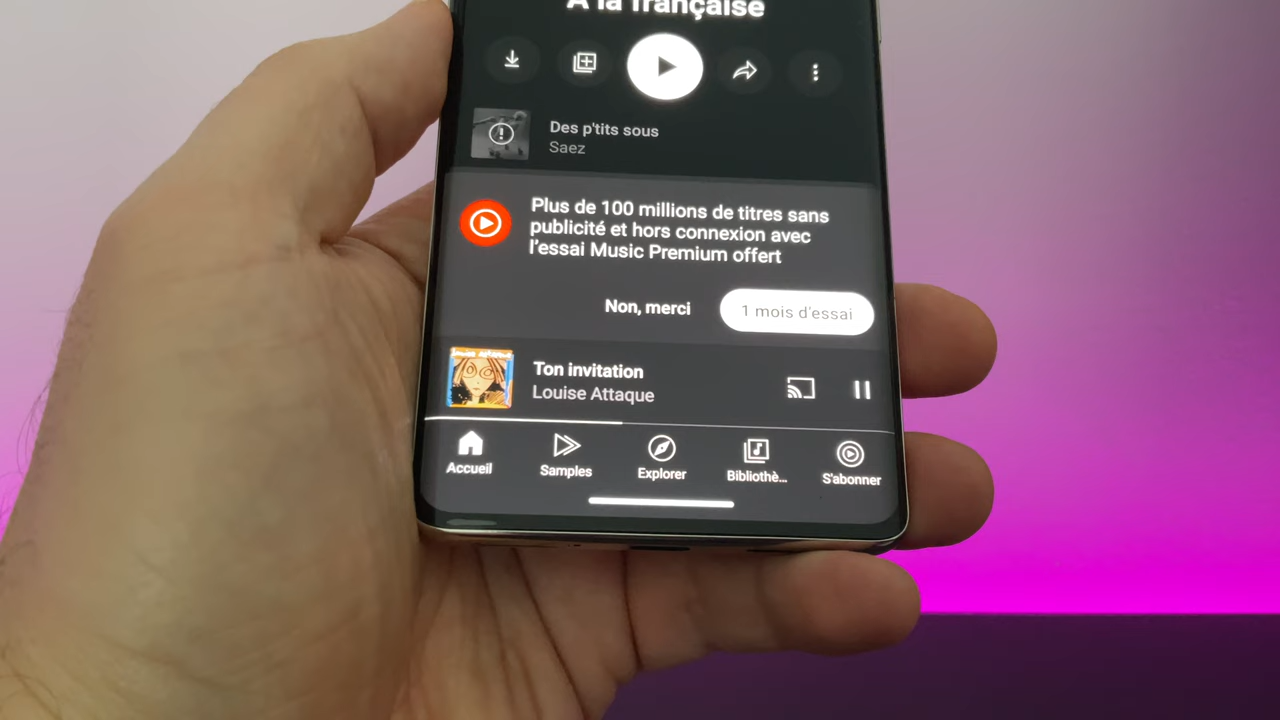 À la française
Des p'tits sous
Saez
Plus de 100 millions de titres sans
publicité et hors connexion avec
l'essai Music Premium offert
Non, merci
1 mois d'essai
Ton invitation
Louise Attaque
Accueil
Samples
Explorer
Bibliothè...
S'abonner